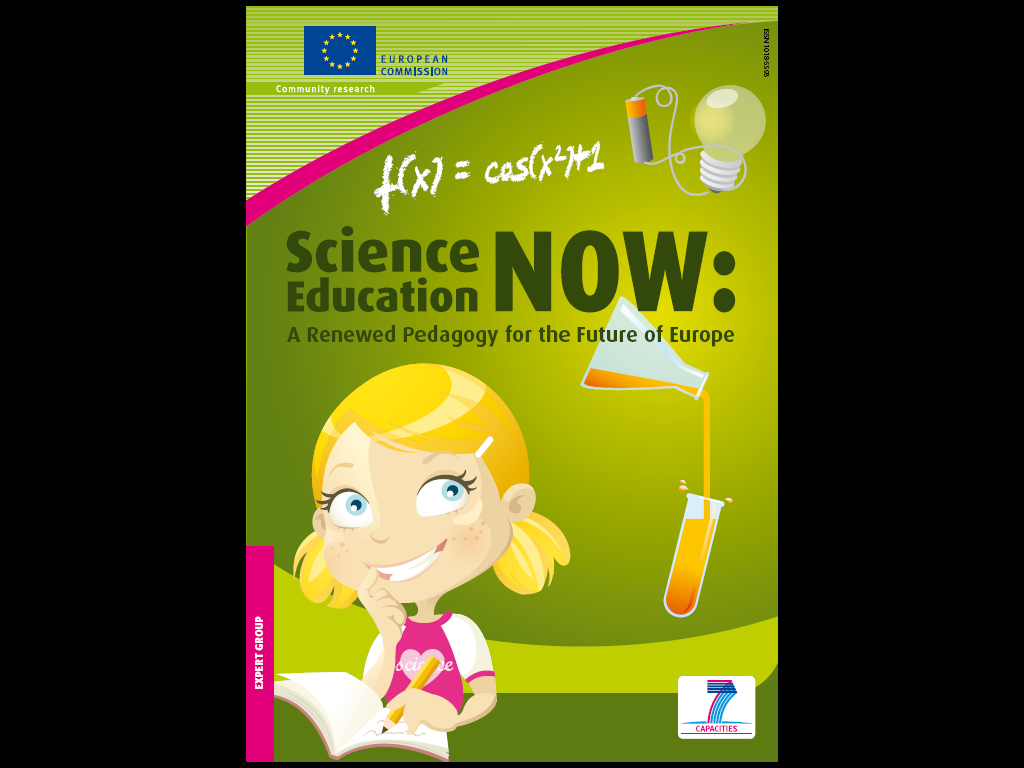 EUROPEAN
COMMISSION
Community research
ISSN 1018-5593
f(x) = cos(x²)+1
Science
Education NOW:
A Renewed Pedagogy for the Future of Europe
science
EXPERT GROUP
7
CAPACITIES